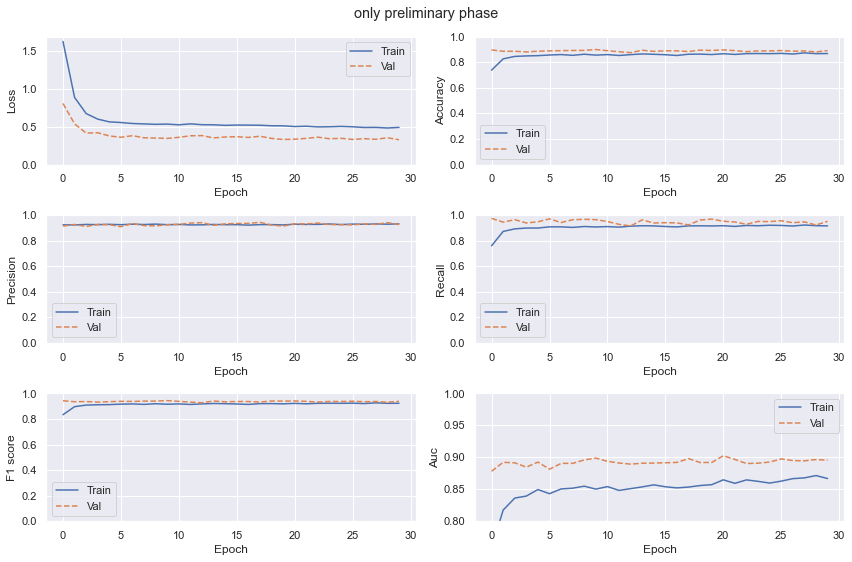 only preliminary phase
Loss
1.5
1.0
0.5
0.0
Train
Val
0 5 10 15 20 25 30
Epoch
Accuracy
1.0
0.8
0.6
0.4
0.2
0.0
Train
Val
0 5 10 15 20 25 30
Epoch
Precision
1.0
0.8
0.6
0.4
0.2
0.0
Train
Val
0 5 10 15 20 25 30
Epoch
Recall
1.0
0.8
0.6
0.4
0.2
0.0
Train
Val
0 5 10 15 20 25 30
Epoch
F1 score
1.0
0.8
0.6
0.4
0.2
0.0
Train
Val
0 5 10 15 20 25 30
Epoch
Auc
1.00
0.95
0.90
0.85
0.80
Train
Val
0 5 10 15 20 25 30
Epoch